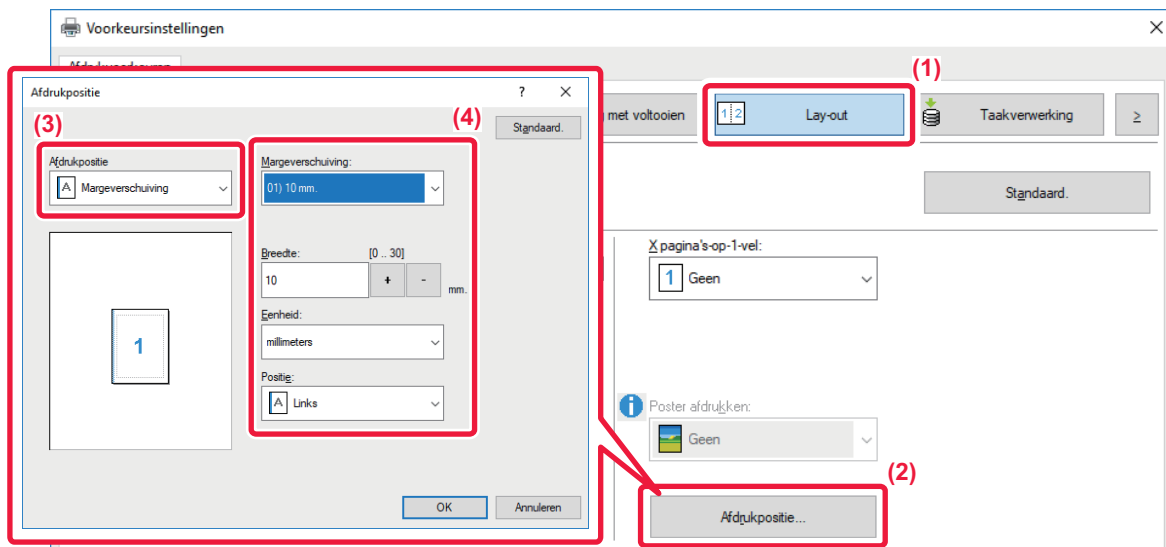 Voorkeursinstellingen
(1)
Afdrukpositie
?
(3)
(4)
Standaard.
met voltooien
1 2
Lay-out
Taakverwerking
≥
Afdrukpositie
A Margeverschuiving
Margeverschuiving:
01) 10 mm.
Standaard.
X pagina's-op-1-vel:
1 Geen
Breedte:
[0 .. 30]
10
+
-
mm.
Eenheid:
millimeters
1
Positie:
A Links
Poster afdrukken:
Geen
(2)
OK
Annuleren
Afdrukpositie...